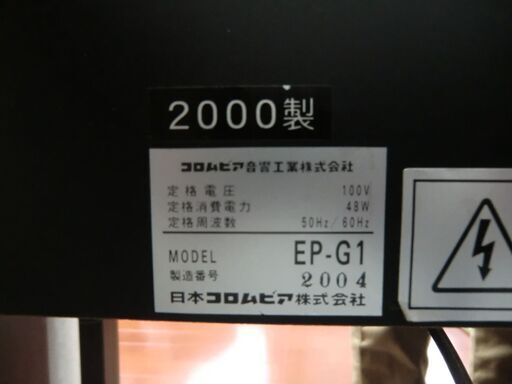 2000製
コロムビア音響工業株式会社
定格電圧 100V
定格消費電力 48W
定格周波数 50Hz/60Hz
MODEL EP-G1
製造番号 2004
日本コロムビア株式会社